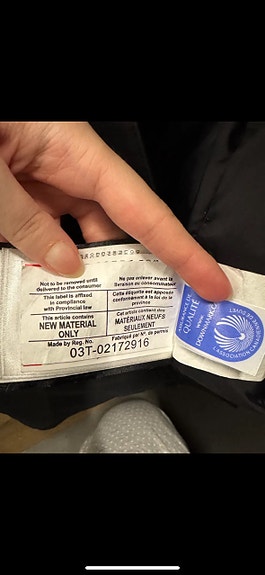 Not to be removed until
delivered to the consumer
Ne pas enlever avant la
livraison au consommateur
This label is affixed
in compliance
with Provincial law
Cette étiquette est apposée
conformément à la loi de la
province
This article contains
NEW MATERIAL
ONLY
Cet article contient
MATÉRIAUX NEUFS
SEULEMENT
Made by Reg. No.
Fabriqué par N° de permis
03T-02172916
QUALITÉ
WWW.
L'ASSOCIATION